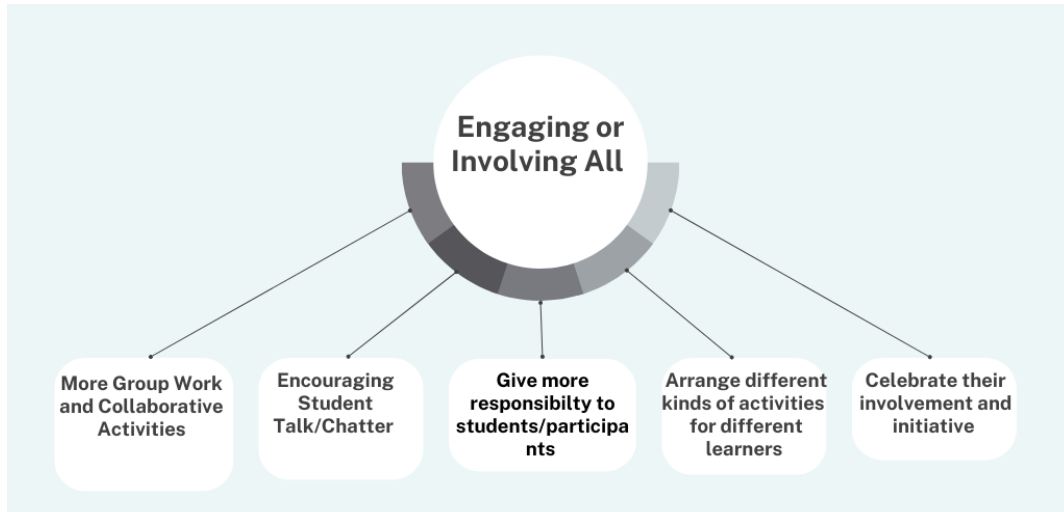 Engaging or
Involving All
More Group Work
and Collaborative
Activities
Encouraging
Student
Talk/Chatter
Give more
responsibilty to
students/participa
nts
Arrange different
kinds of activities
for different
learners
Celebrate their
involvement and
initiative